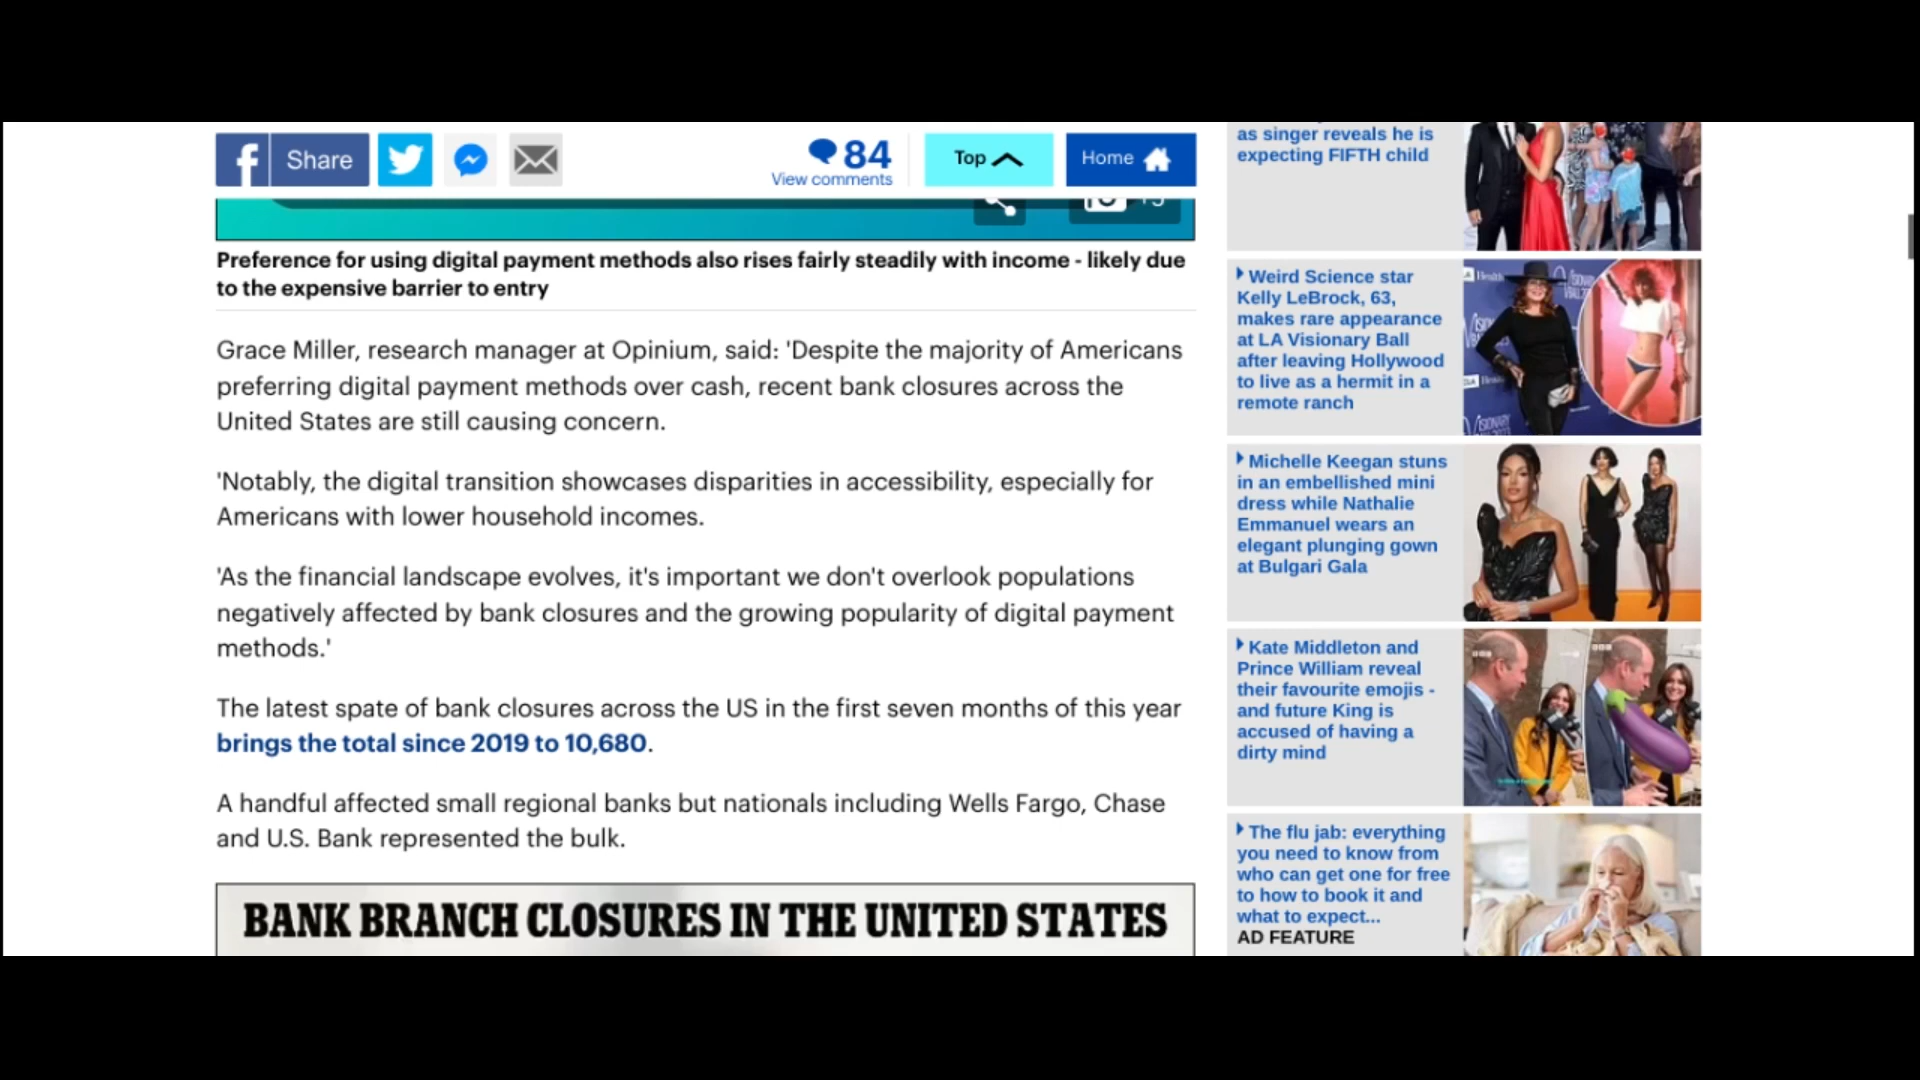 Share
84
View comments
Top
Home
Preference for using digital payment methods also rises fairly steadily with income - likely due
to the expensive barrier to entry
Grace Miller, research manager at Opinium, said: 'Despite the majority of Americans
preferring digital payment methods over cash, recent bank closures across the
United States are still causing concern.
'Notably, the digital transition showcases disparities in accessibility, especially for
Americans with lower household incomes.
'As the financial landscape evolves, it's important we don't overlook populations
negatively affected by bank closures and the growing popularity of digital payment
methods.'
The latest spate of bank closures across the US in the first seven months of this year
brings the total since 2019 to 10,680.
A handful affected small regional banks but nationals including Wells Fargo, Chase
and U.S. Bank represented the bulk.
BANK BRANCH CLOSURES IN THE UNITED STATES
as singer reveals he is
expecting FIFTH child
Weird Science star
Kelly LeBrock, 63,
makes rare appearance
at LA Visionary Ball
after leaving Hollywood
to live as a hermit in a
remote ranch
Michelle Keegan stuns
in an embellished mini
dress while Nathalie
Emmanuel wears an
elegant plunging gown
at Bulgari Gala
Kate Middleton and
Prince William reveal
their favourite emojis -
and future King is
accused of having a
dirty mind
The flu jab: everything
you need to know from
who can get one for free
to how to book it and
what to expect...
AD FEATURE